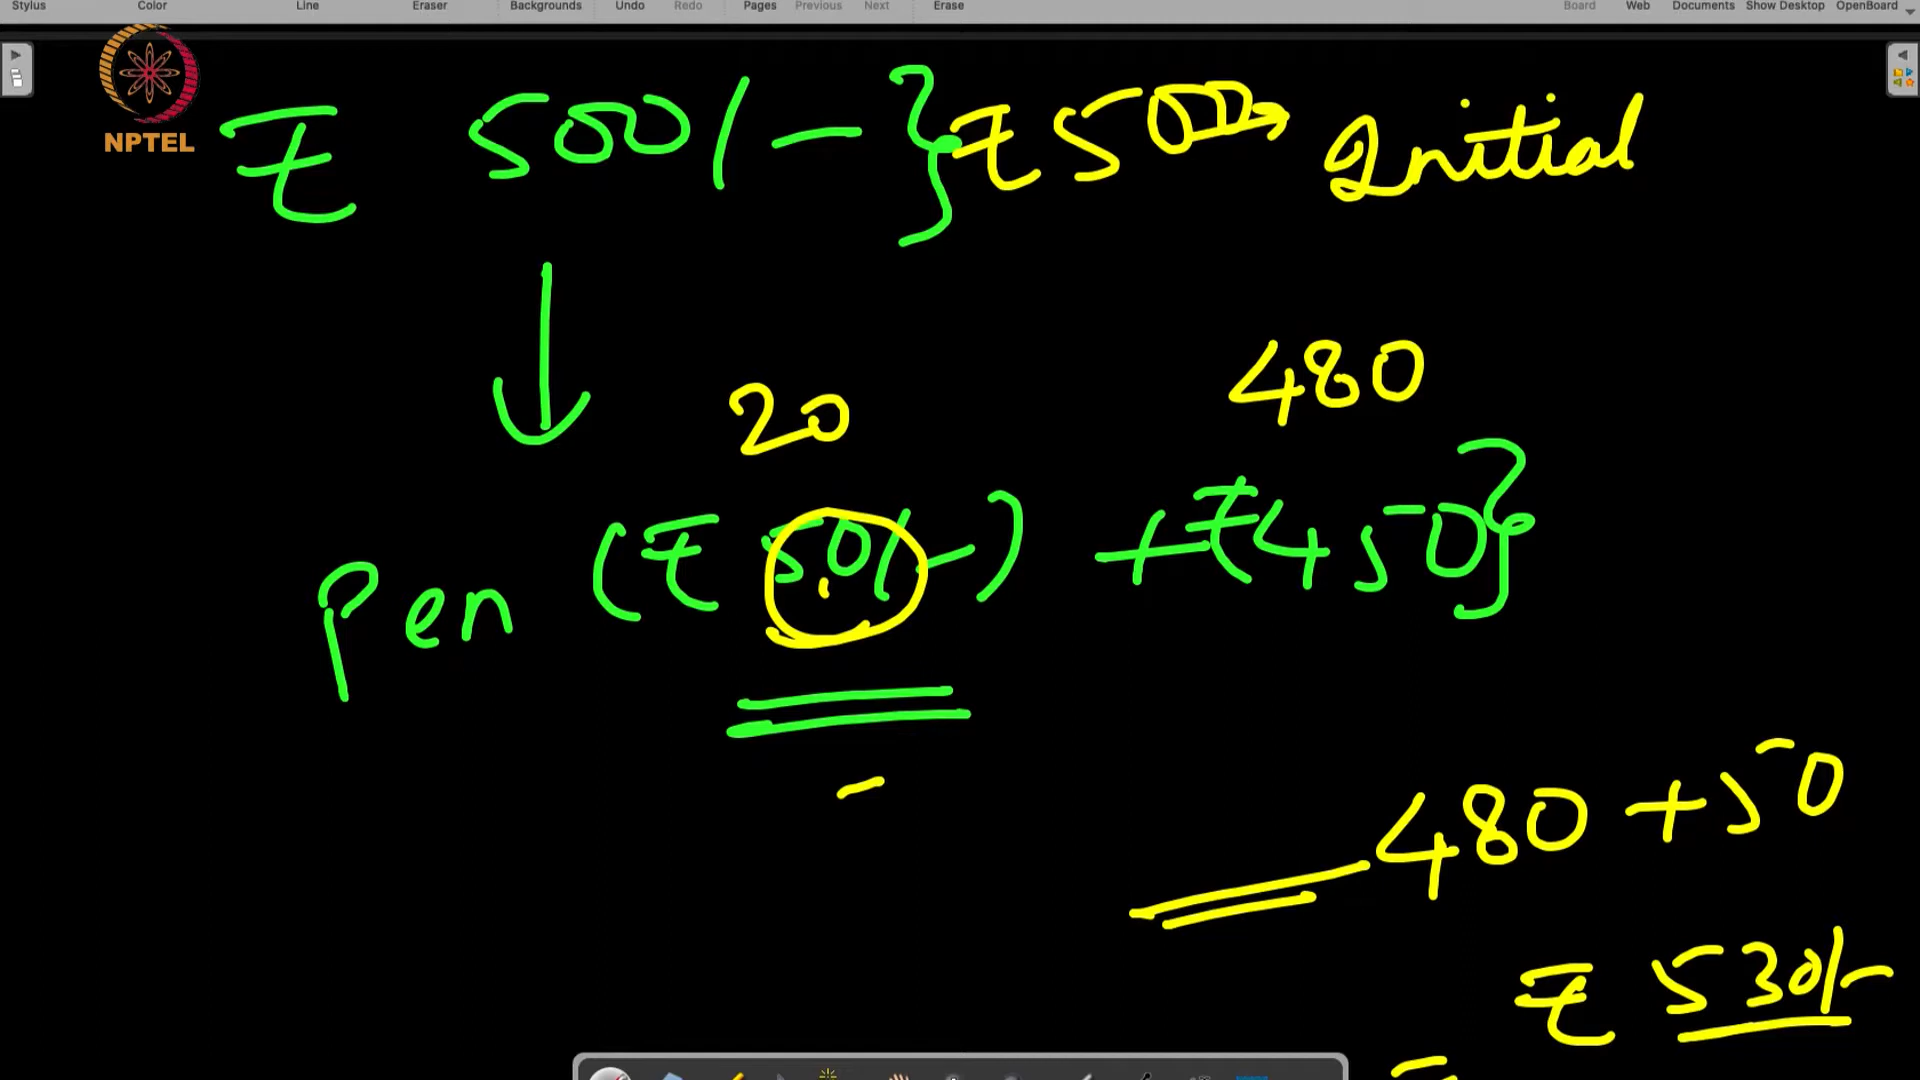 Stylus Color Line Eraser Backgrounds Undo Redo Pages Previous Next Erase Board Web Documents Show Desktop OpenBoard
NPTEL
₹ 500/- } ₹ 500 → Initial
20 480
pen (₹ 50/-) + ₹450}
480 + 50
₹ 530/-